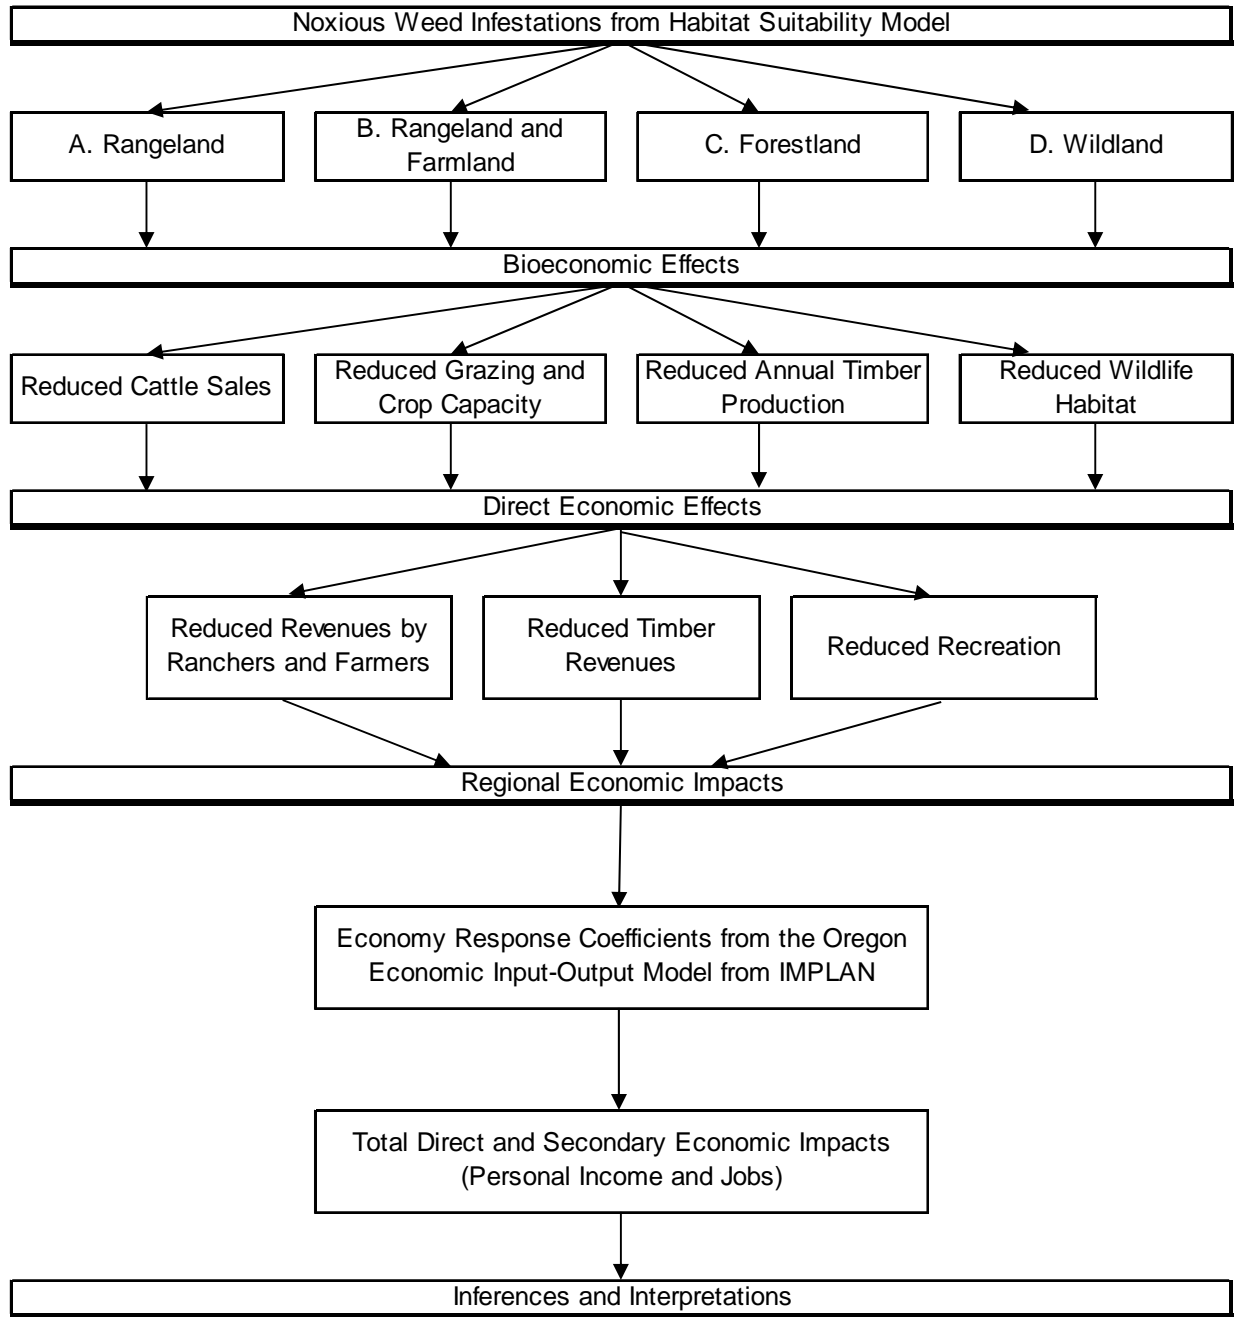 Noxious Weed Infestations from Habitat Suitability Model
A. Rangeland
B. Rangeland and
Farmland
C. Forestland
D. Wildland
Bioeconomic Effects
Reduced Cattle Sales
Reduced Grazing and
Crop Capacity
Reduced Annual Timber
Production
Reduced Wildlife
Habitat
Direct Economic Effects
Reduced Revenues by
Ranchers and Farmers
Reduced Timber
Revenues
Reduced Recreation
Regional Economic Impacts
Economy Response Coefficients from the Oregon
Economic Input-Output Model from IMPLAN
Total Direct and Secondary Economic Impacts
(Personal Income and Jobs)
Inferences and Interpretations